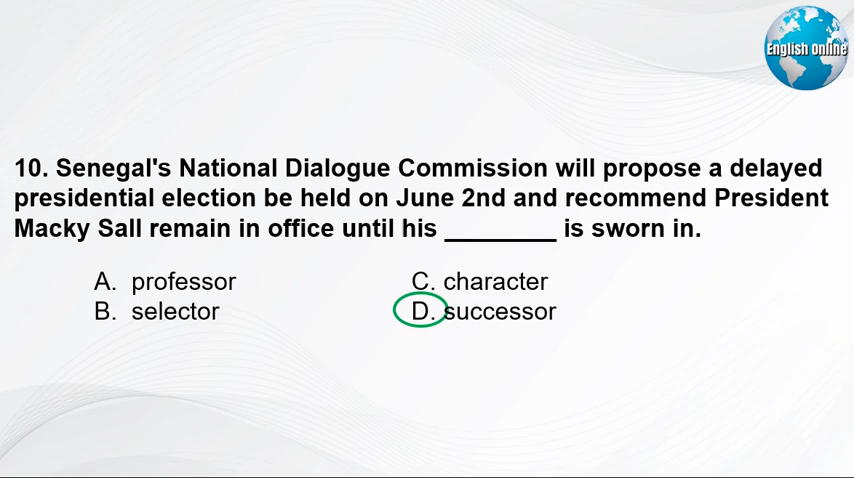 English Online
10. Senegal's National Dialogue Commission will propose a delayed
presidential election be held on June 2nd and recommend President
Macky Sall remain in office until his ________ is sworn in.
A. professor
B. selector
C. character
D. successor